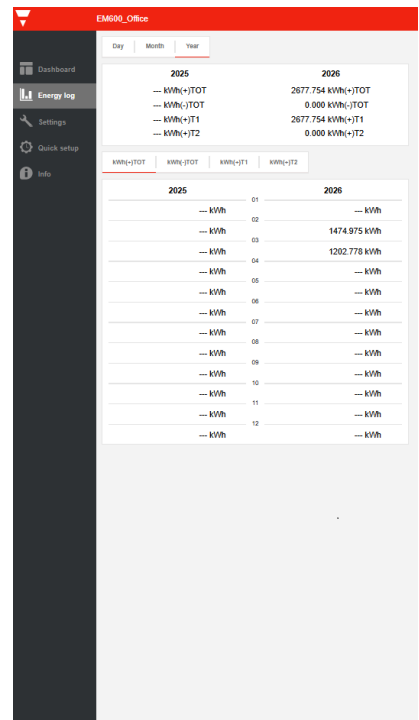 EM600_Office
Day Month Year
Dashboard
Energy log
Settings
Quick setup
Info
2025 2026
--- kWh(+)TOT 2677.754 kWh(+)TOT
--- kWh(-)TOT 0.000 kWh(-)TOT
--- kWh(+)T1 2677.754 kWh(+)T1
--- kWh(+)T2 0.000 kWh(+)T2
kWh(+)TOT kWh(-)TOT kWh(+)T1 kWh(+)T2
2025 2026
01
--- kWh --- kWh
02
--- kWh 1474.975 kWh
03
--- kWh 1202.778 kWh
04
--- kWh --- kWh
05
--- kWh --- kWh
06
--- kWh --- kWh
07
--- kWh --- kWh
08
--- kWh --- kWh
09
--- kWh --- kWh
10
--- kWh --- kWh
11
--- kWh --- kWh
12
--- kWh --- kWh